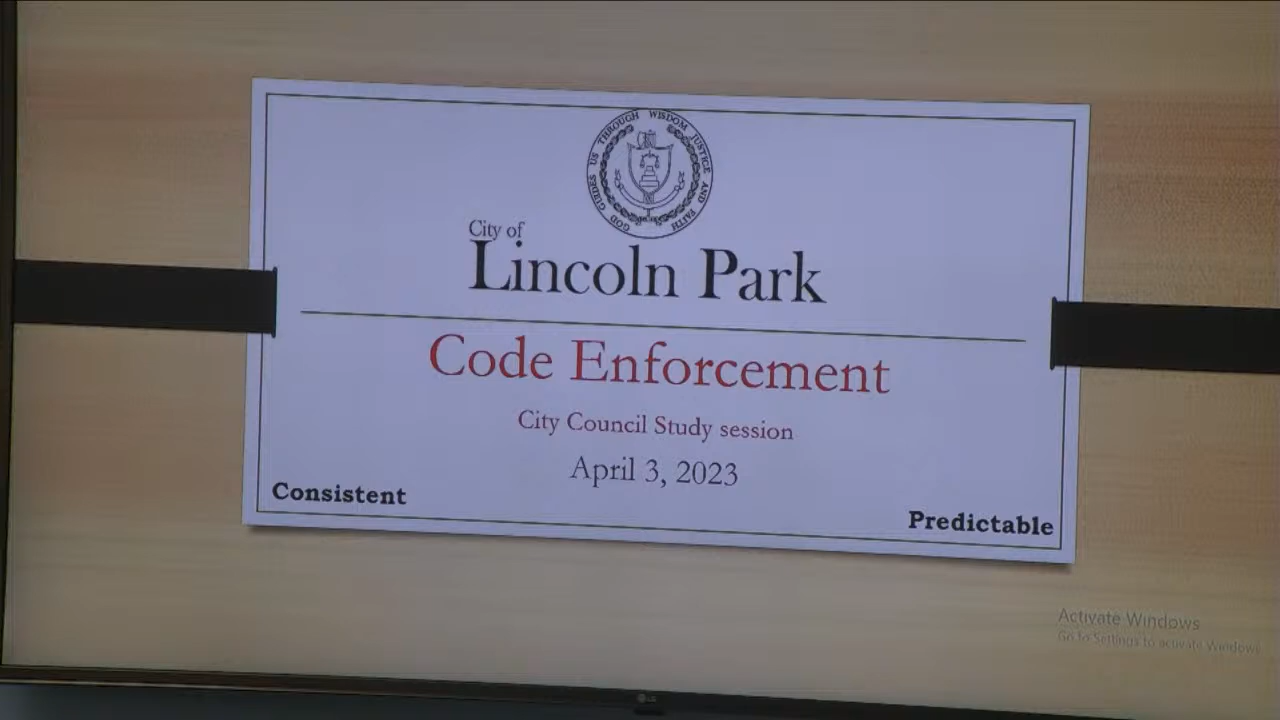 GOD GUIDES US THROUGH WISDOM JUSTICE AND FAITH
City of
Lincoln Park
Code Enforcement
City Council Study session
April 3, 2023
Consistent
Predictable
Activate Windows
Go to Settings to activate Windows.
LG